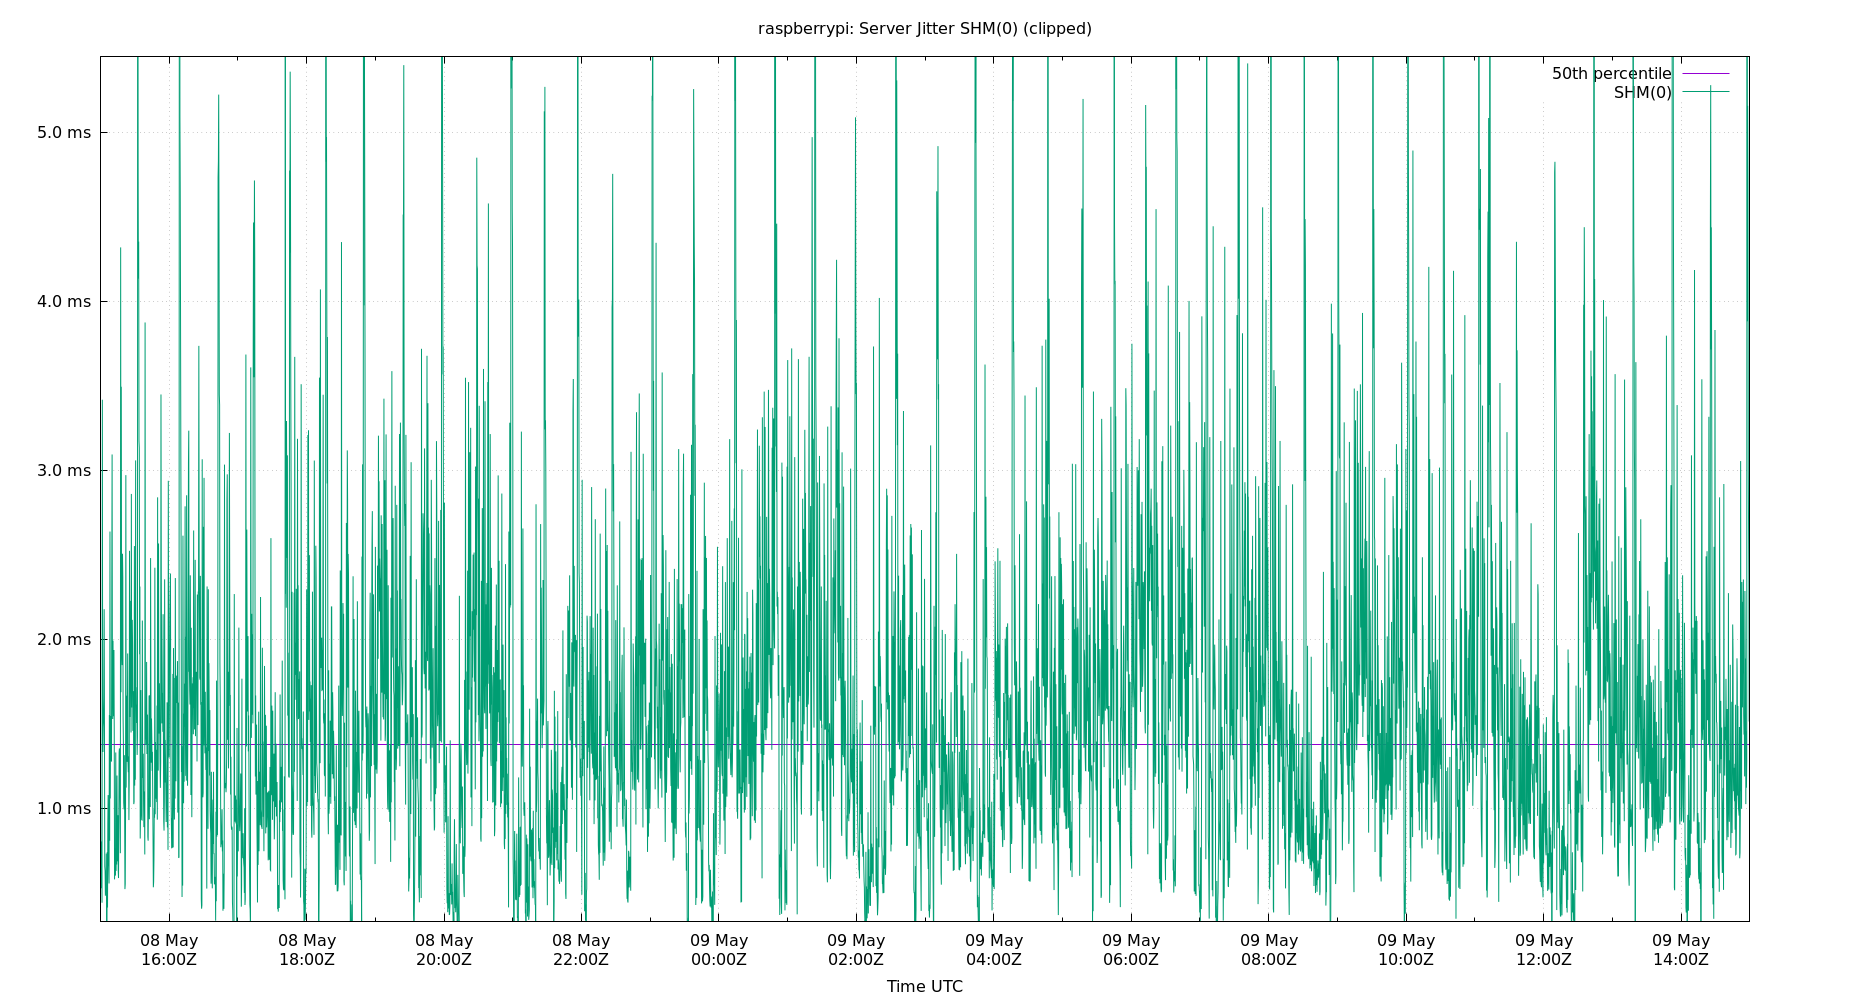 raspberrypi: Server Jitter SHM(0) (clipped)
50th percentile
SHM(0)
5.0 ms
4.0 ms
3.0 ms
2.0 ms
1.0 ms
08 May 08 May 08 May 08 May 09 May 09 May 09 May 09 May 09 May 09 May 09 May 09 May
16:00Z 18:00Z 20:00Z 22:00Z 00:00Z 02:00Z 04:00Z 06:00Z 08:00Z 10:00Z 12:00Z 14:00Z
Time UTC